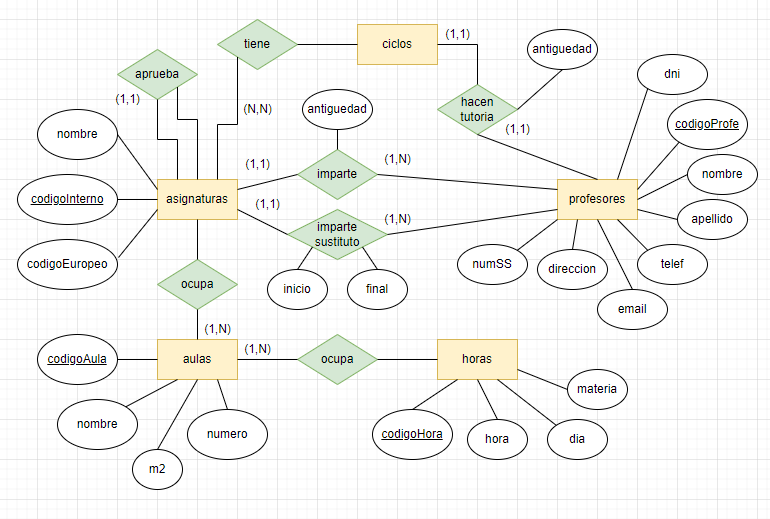 tiene
ciclos
(1,1)
antiguedad
aprueba
dni
(1,1)
(N,N)
antiguedad
hacen
tutoria
(1,1)
codigoProfe
nombre
(1,1)
imparte
(1,N)
nombre
codigoInterno
asignaturas
(1,1)
imparte
sustituto
(1,N)
profesores
apellido
codigoEuropeo
numSS
direccion
telef
ocupa
inicio
final
email
(1,N)
codigoAula
aulas
(1,N)
ocupa
horas
materia
nombre
numero
codigoHora
hora
dia
m2